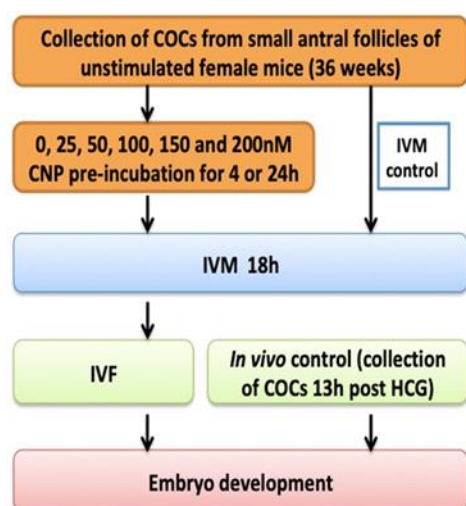 Collection of COCs from small antral follicles of
unstimulated female mice (36 weeks)
0, 25, 50, 100, 150 and 200nM
CNP pre-incubation for 4 or 24h
IVM
control
IVM 18h
IVF
In vivo control (collection
of COCs 13h post HCG)
Embryo development